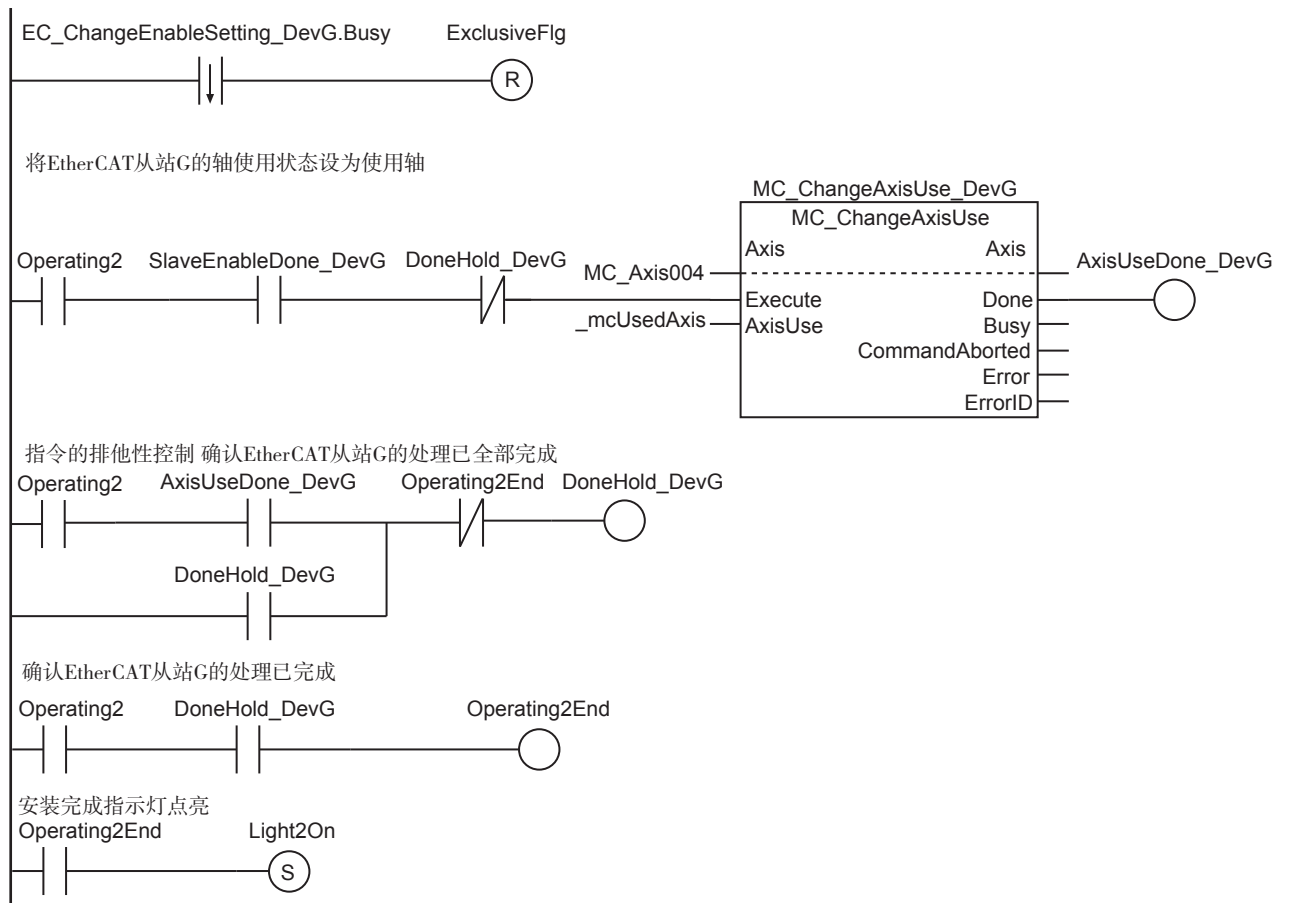 EC_ChangeEnableSetting_DevG.Busy ExclusiveFlg
R
将EtherCAT从站G的轴使用状态设为使用轴
MC_ChangeAxisUse_DevG
MC_ChangeAxisUse
Operating2 SlaveEnableDone_DevG DoneHold_DevG MC_Axis004 Axis Axis AxisUseDone_DevG
Execute Done
_mcUsedAxis AxisUse Busy
CommandAborted
Error
ErrorID
指令的排他性控制 确认EtherCAT从站G的处理已全部完成
Operating2 AxisUseDone_DevG Operating2End DoneHold_DevG
DoneHold_DevG
确认EtherCAT从站G的处理已完成
Operating2 DoneHold_DevG Operating2End
安装完成指示灯点亮
Operating2End Light2On
S